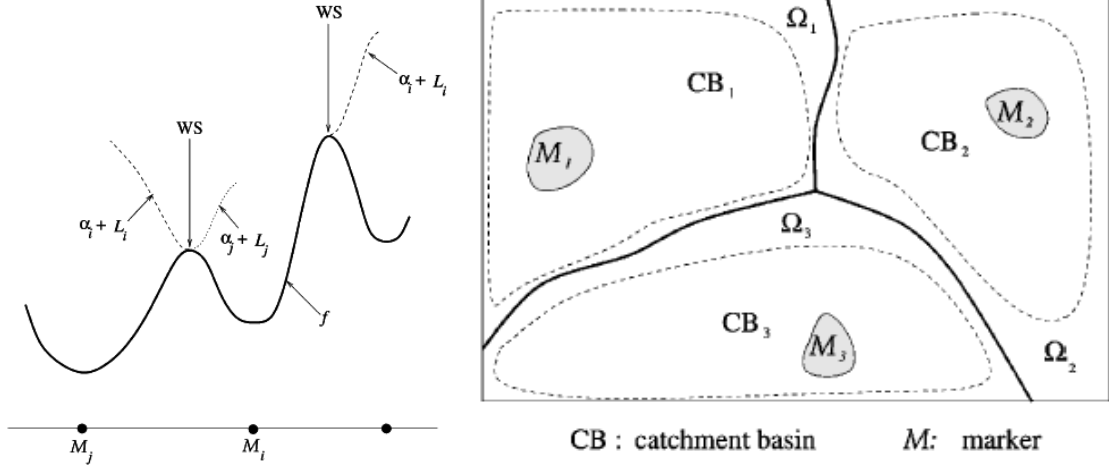 WS
α_i + L_i
WS
α_i + L_i
α_j + L_j
f
M_j
M_i
Ω_1
CB_1
M_2
CB_2
M_1
Ω_3
CB_3
M_3
Ω_2
CB : catchment basin M: marker